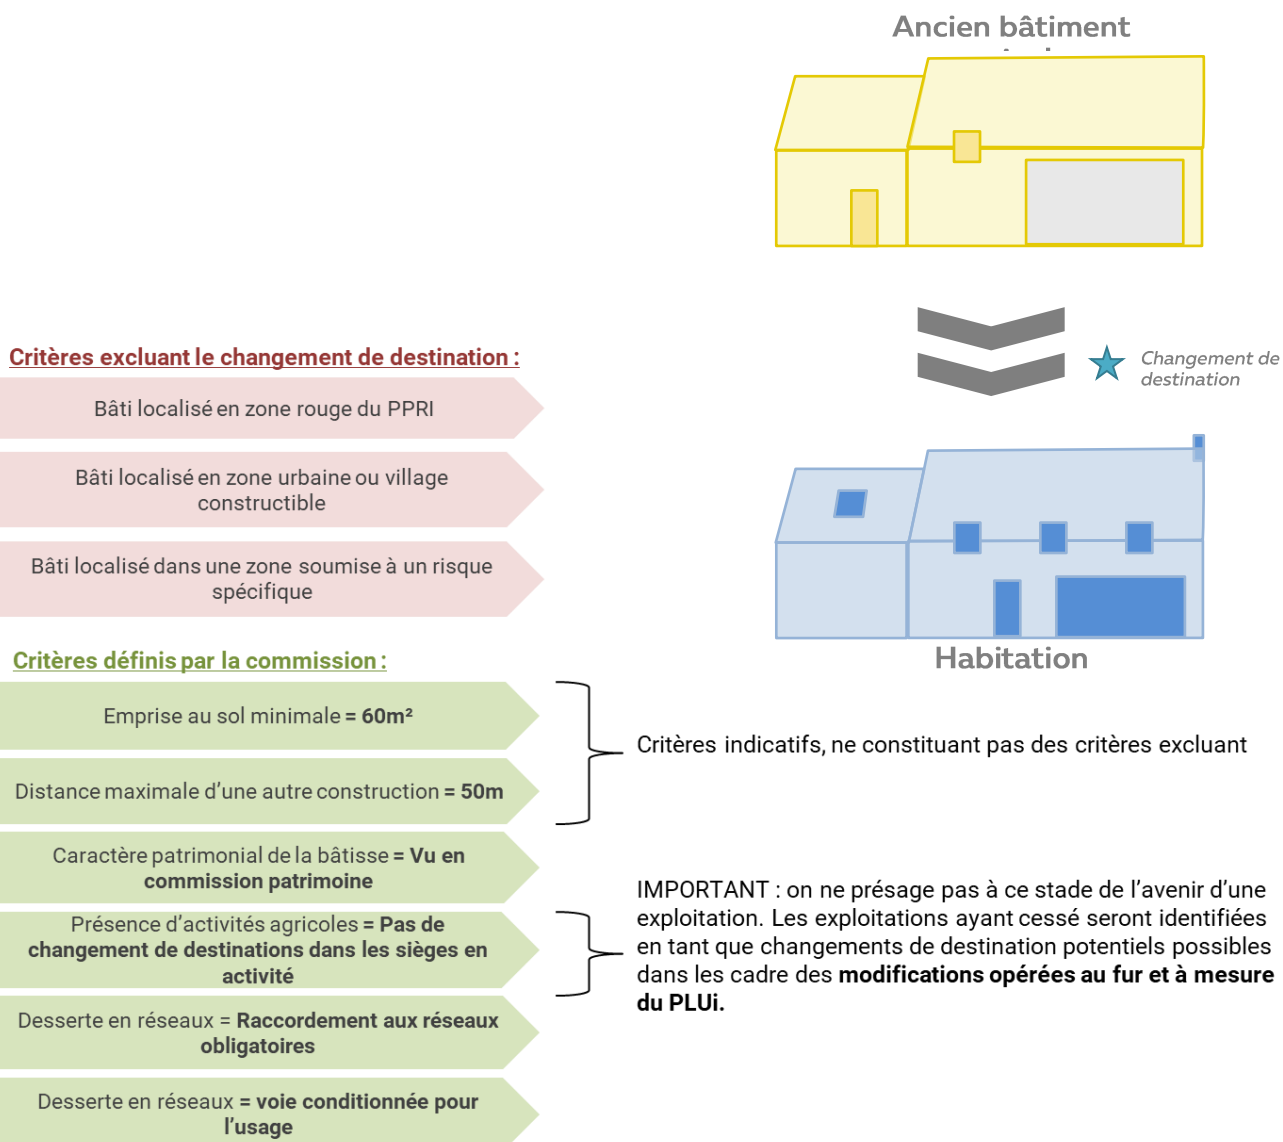 Ancien bâtiment
Changement de
destination
Habitation
Critères excluant le changement de destination :
Bâti localisé en zone rouge du PPRI
Bâti localisé en zone urbaine ou village
constructible
Bâti localisé dans une zone soumise à un risque
spécifique
Critères définis par la commission :
Emprise au sol minimale = 60m²
Distance maximale d’une autre construction = 50m
Critères indicatifs, ne constituant pas des critères excluant
Caractère patrimonial de la bâtisse = Vu en
commission patrimoine
Présence d’activités agricoles = Pas de
changement de destinations dans les sièges en
activité
IMPORTANT : on ne présage pas à ce stade de l’avenir d’une
exploitation. Les exploitations ayant cessé seront identifiées
en tant que changements de destination potentiels possibles
dans les cadre des modifications opérées au fur et à mesure
du PLUi.
Desserte en réseaux = Raccordement aux réseaux
obligatoires
Desserte en réseaux = voie conditionnée pour
l’usage